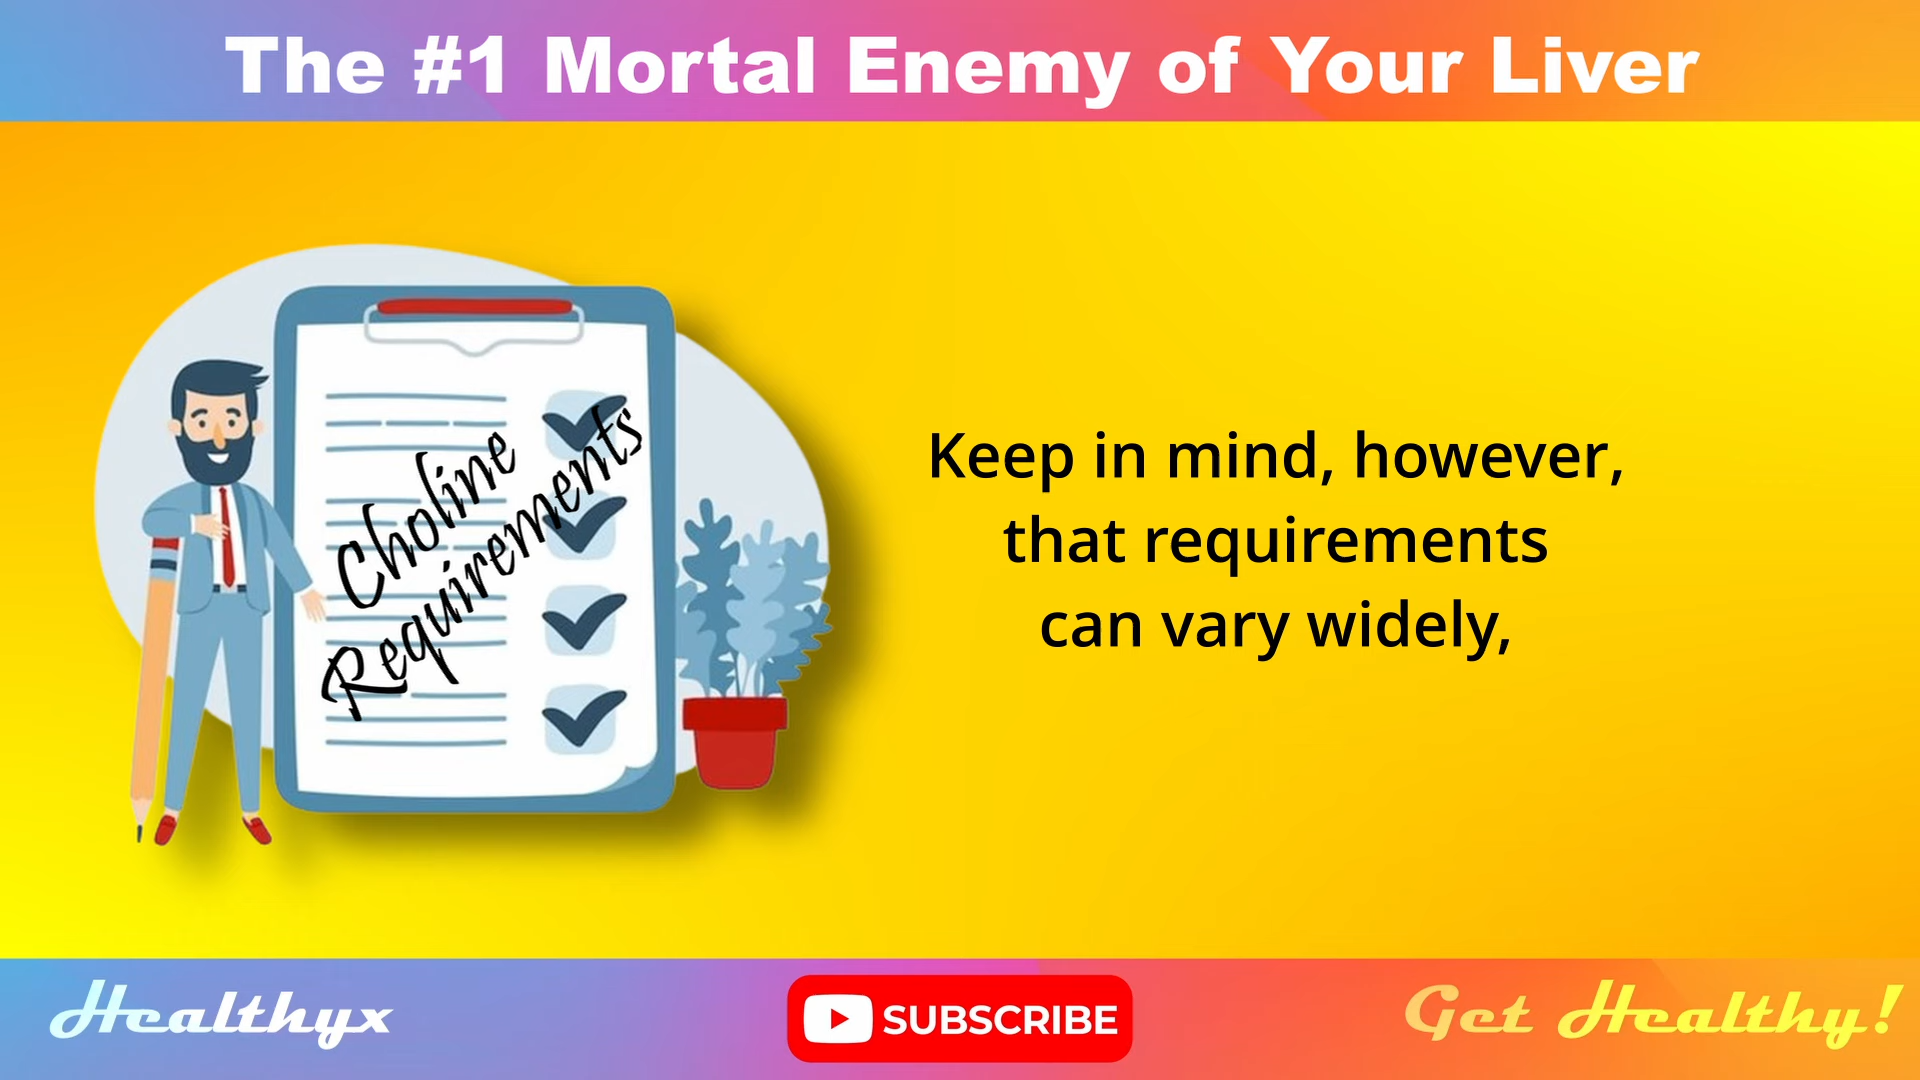 The #1 Mortal Enemy of Your Liver
Choline
Requirements
Keep in mind, however,
that requirements
can vary widely,
Healthyx
SUBSCRIBE
Get Healthy!